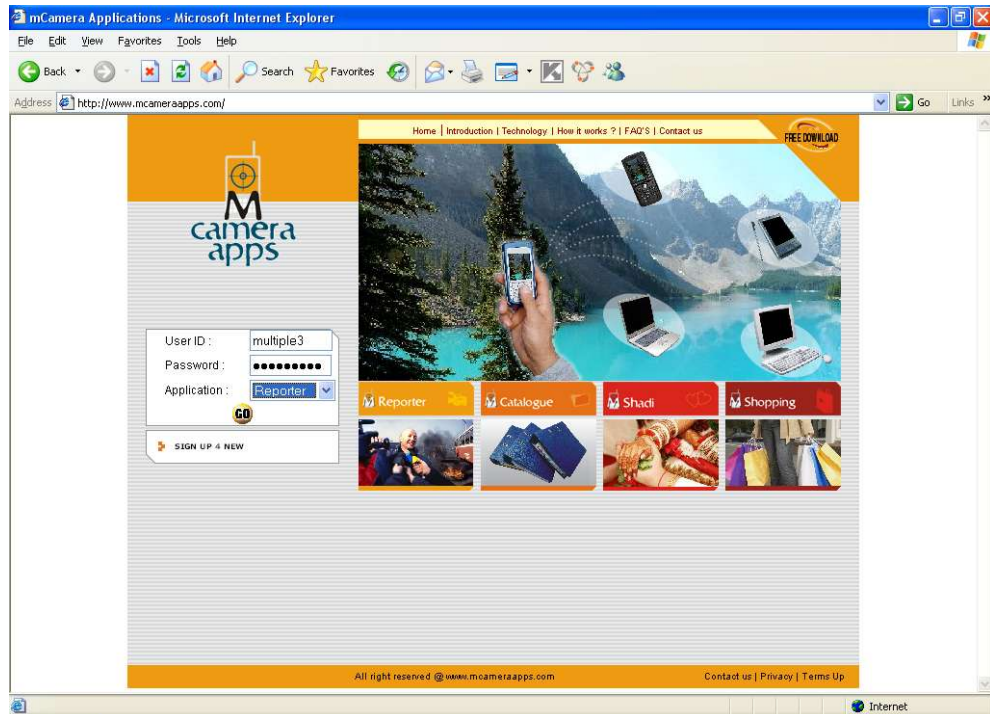 mCamera Applications - Microsoft Internet Explorer
File Edit View Favorites Tools Help
Back Search Favorites
Address http://www.mcameraapps.com/ Go Links »
Home | Introduction | Technology | How it works ? | FAQ'S | Contact us
FREE DOWNLOAD
M
camera
apps
User ID : multiple3
Password : •••••••••
Application : Reporter
GO
SIGN UP 4 NEW
M Reporter M Catalogue M Shadi M Shopping
All right reserved @ www.mcameraapps.com Contact us | Privacy | Terms Up
Internet